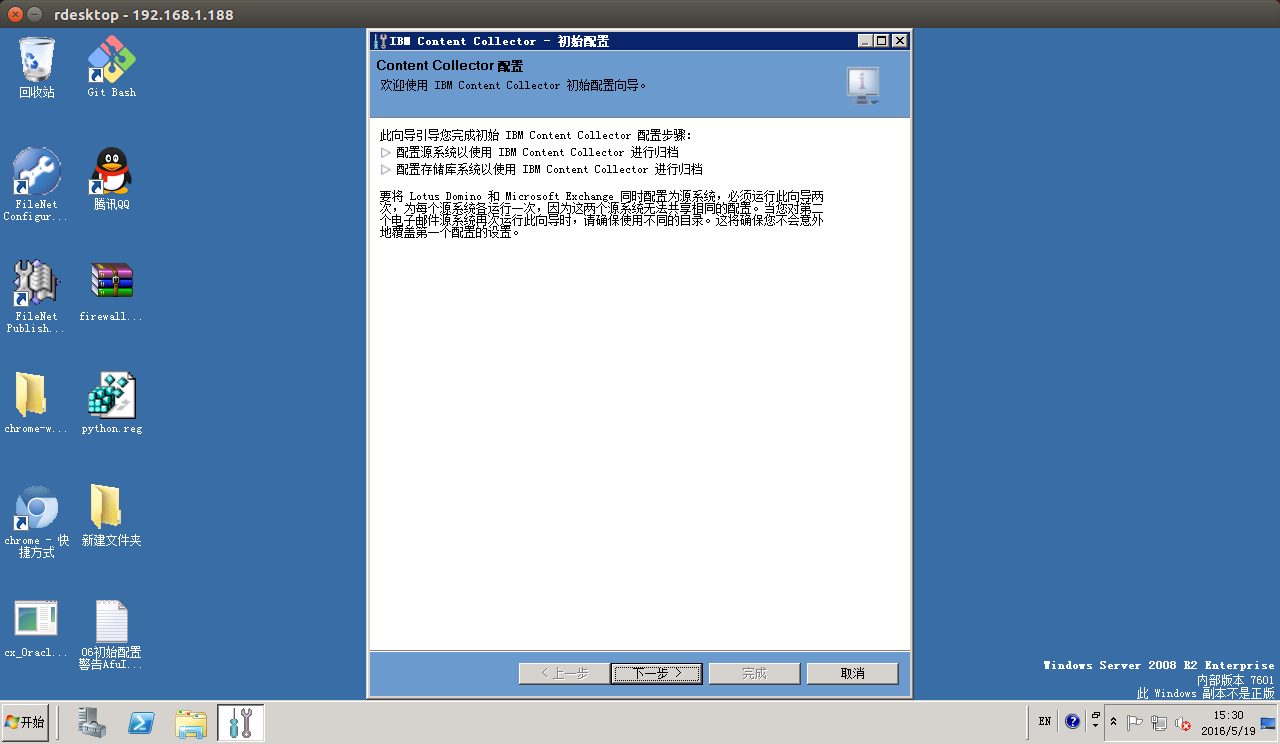 rdesktop - 192.168.1.188
回收站
Git Bash
FileNet
Configur...
腾讯QQ
FileNet
Publish...
firewall...
chrome-w...
python.reg
chrome - 快
捷方式
新建文件夹
cx_Oracl...
06初始配置
警告AfuI...
IBM Content Collector - 初始配置
Content Collector 配置
欢迎使用 IBM Content Collector 初始配置向导。
此向导引导您完成初始 IBM Content Collector 配置步骤:
配置源系统以使用 IBM Content Collector 进行归档
配置存储库系统以使用 IBM Content Collector 进行归档
要将 Lotus Domino 和 Microsoft Exchange 同时配置为源系统，必须运行此向导两
次，为每个源系统各运行一次，因为这两个源系统无法共享相同的配置。当您对第二
个电子邮件源系统再次运行此向导时，请确保使用不同的目录。这将确保您不会意外
地覆盖第一个配置的设置。
< 上一步
下一步 >
完成
取消
Windows Server 2008 R2 Enterprise
内部版本 7601
此 Windows 副本不是正版
开始
EN
15:30
2016/5/19